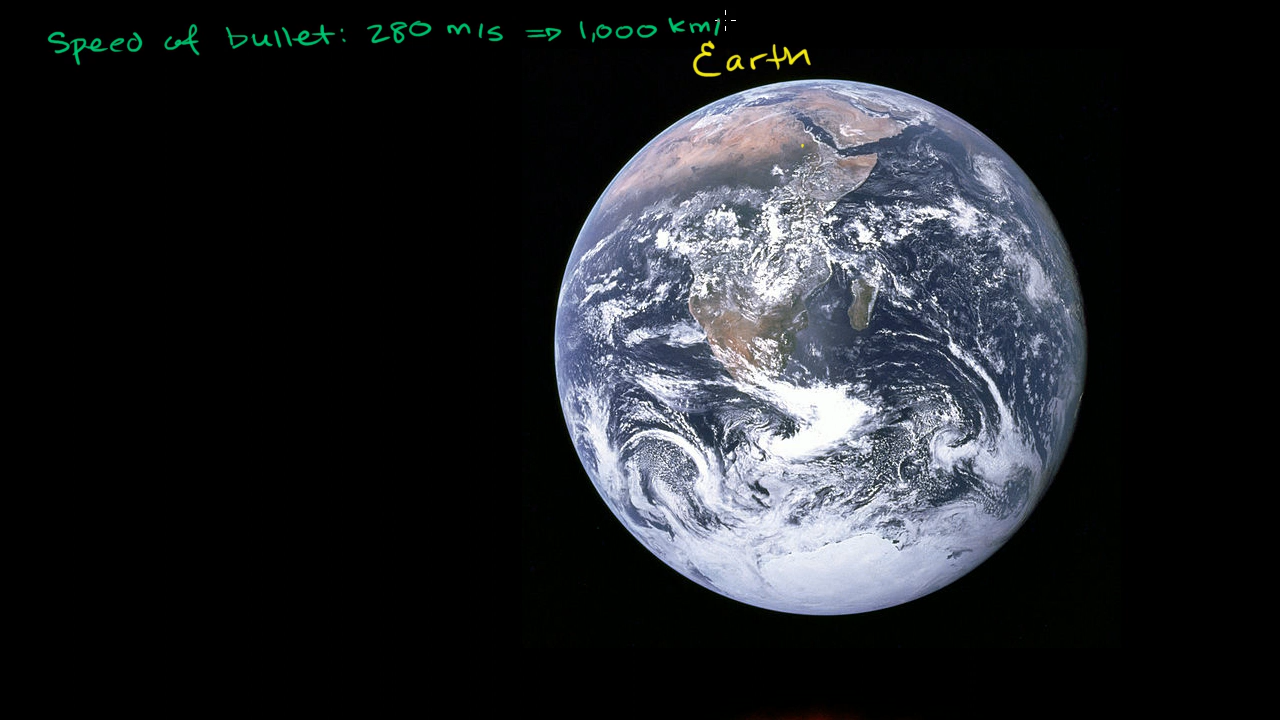 Speed of bullet: 280 m/s ⇒ 1,000 km/
Earth